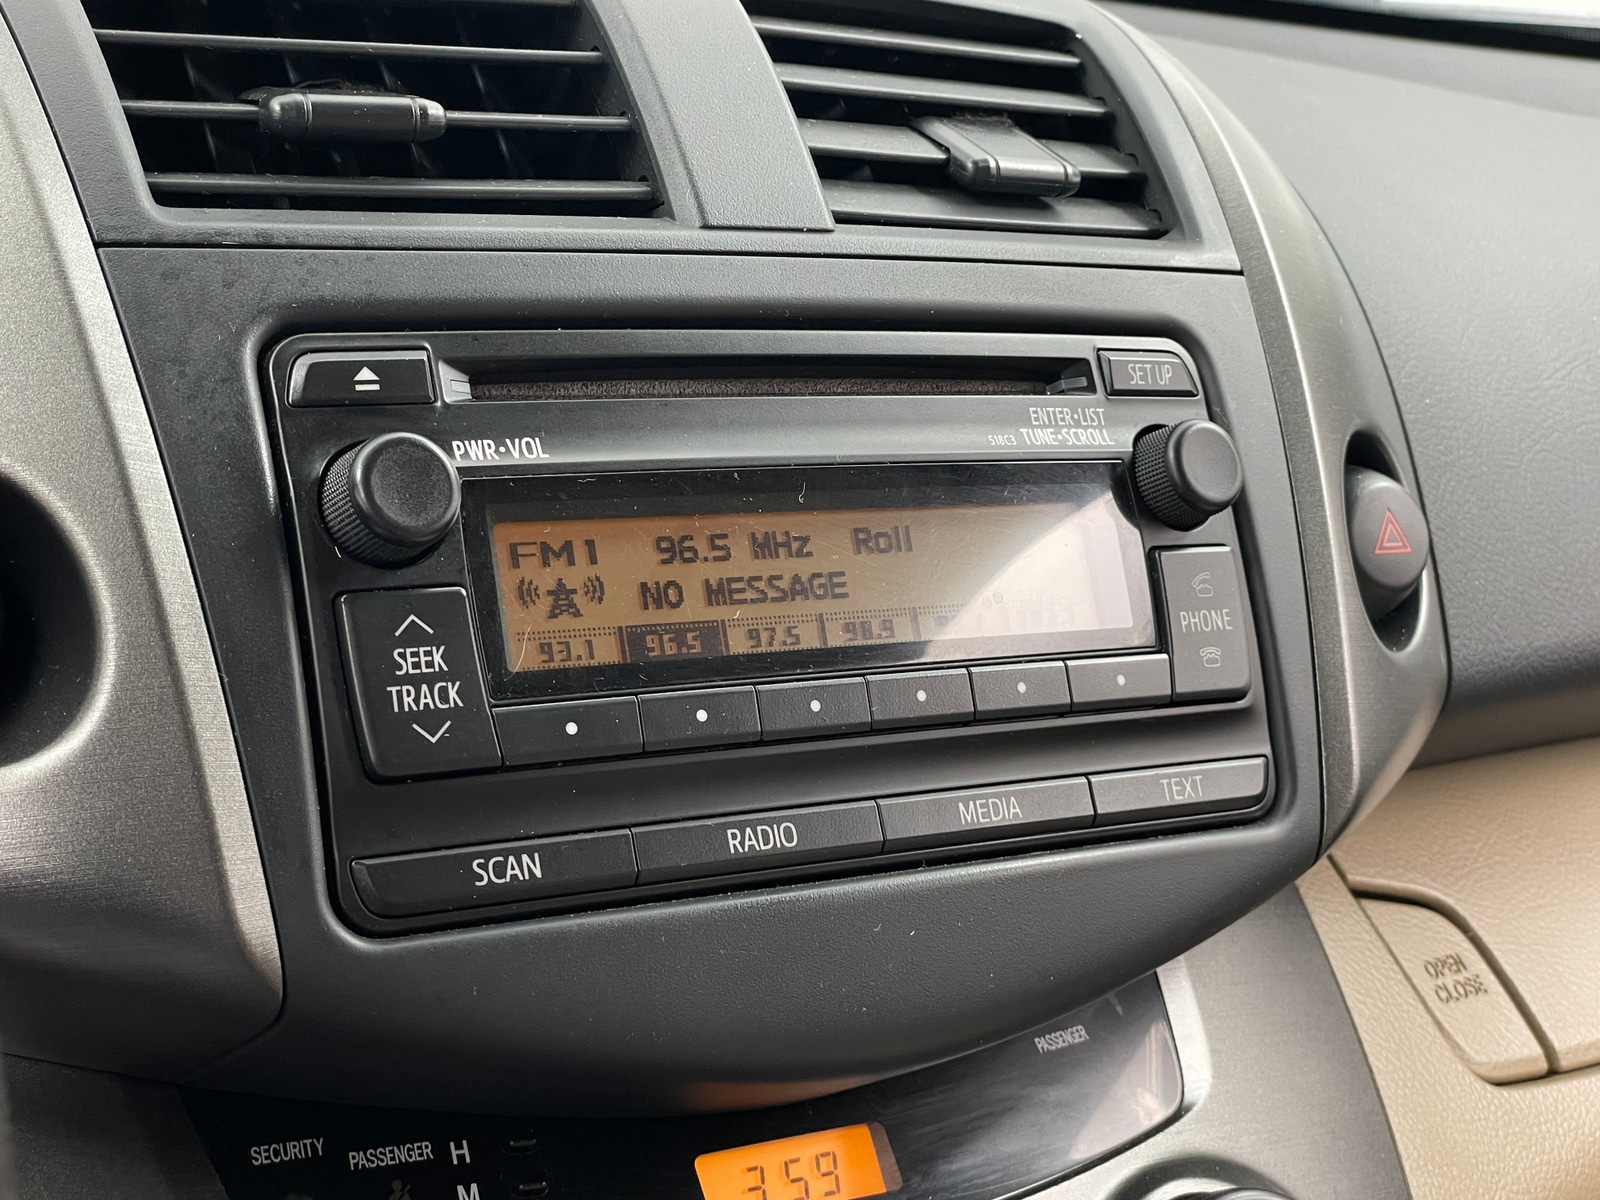 SET UP
PWR•VOL
ENTER•LIST
518C3 TUNE•SCROLL
FM1 96.5 MHz Roll
NO MESSAGE
93.1 96.5 97.5 98.9
SEEK
TRACK
PHONE
SCAN RADIO MEDIA TEXT
OPEN
CLOSE
PASSENGER
SECURITY PASSENGER H
M
3:59